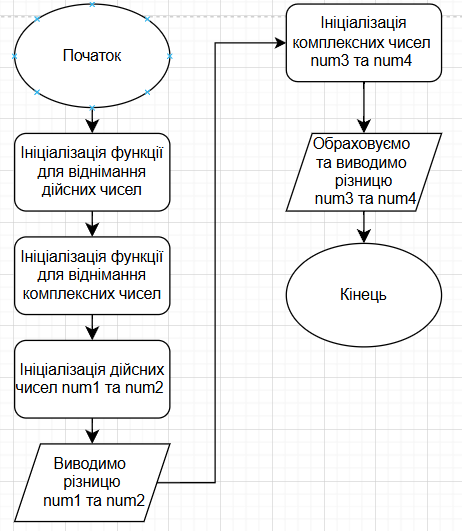 Початок
Ініціалізація функції
для віднімання
дійсних чисел
Ініціалізація функції
для віднімання
комплексних чисел
Ініціалізація дійсних
чисел num1 та num2
Виводимо
різницю
num1 та num2
Ініціалізація
комплексних чисел
num3 та num4
Обраховуємо
та виводимо
різницю
num3 та num4
Кінець